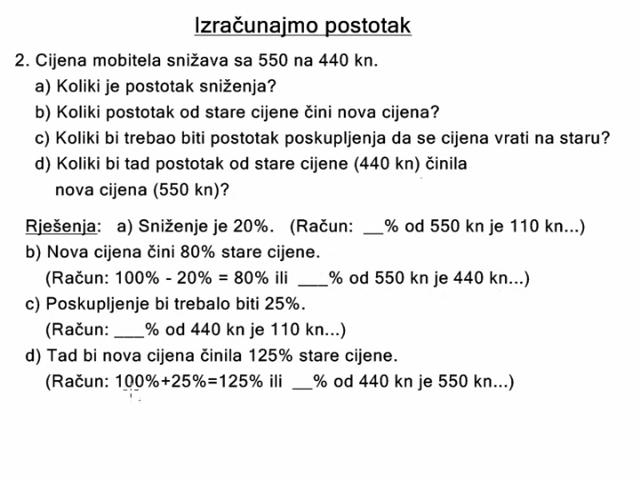 Izračunajmo postotak
2. Cijena mobitela snižava sa 550 na 440 kn.
a) Koliki je postotak sniženja?
b) Koliki postotak od stare cijene čini nova cijena?
c) Koliki bi trebao biti postotak poskupljenja da se cijena vrati na staru?
d) Koliki bi tad postotak od stare cijene (440 kn) činila
nova cijena (550 kn)?
Rješenja: a) Sniženje je 20%. (Račun: __% od 550 kn je 110 kn...)
b) Nova cijena čini 80% stare cijene.
(Račun: 100% - 20% = 80% ili ___% od 550 kn je 440 kn...)
c) Poskupljenje bi trebalo biti 25%.
(Račun: ___% od 440 kn je 110 kn...)
d) Tad bi nova cijena činila 125% stare cijene.
(Račun: 100%+25%=125% ili __% od 440 kn je 550 kn...)